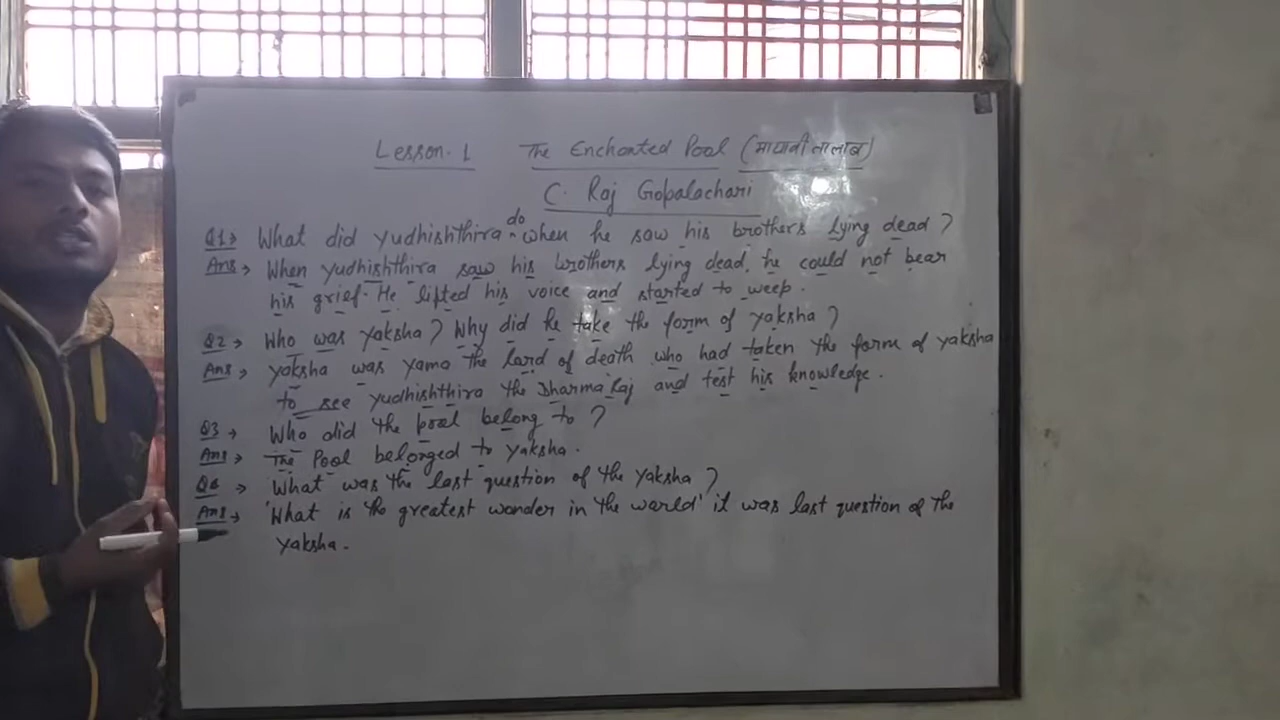 Lesson. 1 The Enchanted Pool (मायावी तालाब)
C. Raj Gopalachari
Q1→ What did yudhishthira do when he saw his brothers lying dead?
Ans→ When yudhishthira saw his brothers lying dead, he could not bear
his grief. He lifted his voice and started to weep.
Q2→ Who was yaksha? Why did he take the form of yaksha?
Ans→ yaksha was yama the lord of death who had taken the form of yaksha
to see yudhishthira the Dharma Raj and test his knowledge.
Q3→ Who did the pool belong to?
Ans→ The Pool belonged to yaksha.
Q4→ What was the last question of the yaksha?
Ans→ 'What is the greatest wonder in the world' it was last question of the
yaksha.